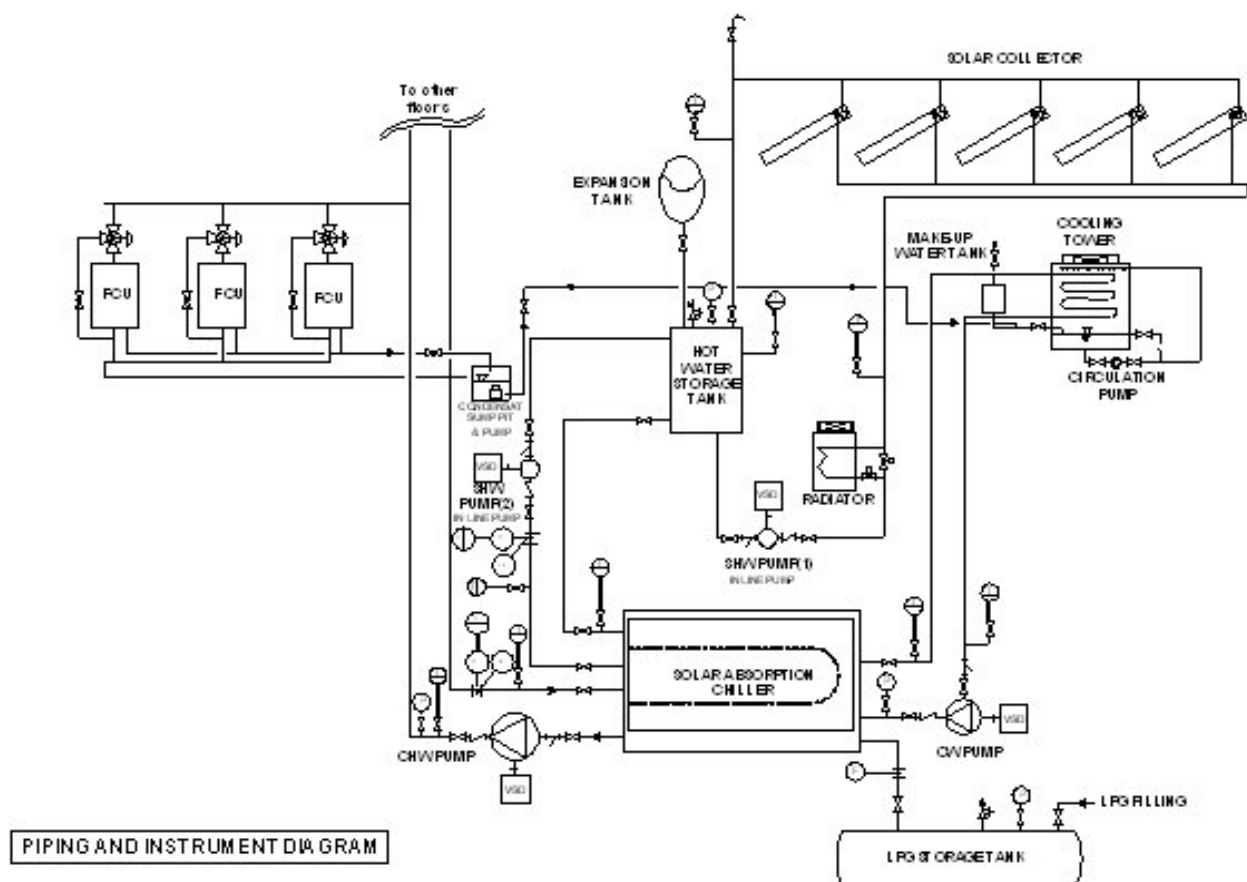 To other
floors
SOLAR COLLECTOR
EXPANSION
TANK
MAKE-UP
WATER TANK
COOLING
TOWER
FCU
FCU
FCU
HOT
WATER
STORAGE
TANK
CIRCULATION
PUMP
CONDENSAT
SUMP PIT
& PUMP
VSD
SHW
PUMP(2)
IN LINE PUMP
RADIATOR
VSD
SHW PUMP(1)
IN LINE PUMP
SOLAR ABSORPTION
CHILLER
CHW PUMP
VSD
CW PUMP
VSD
LPG FILLING
LPG STORAGE TANK
PIPING AND INSTRUMENT DIAGRAM